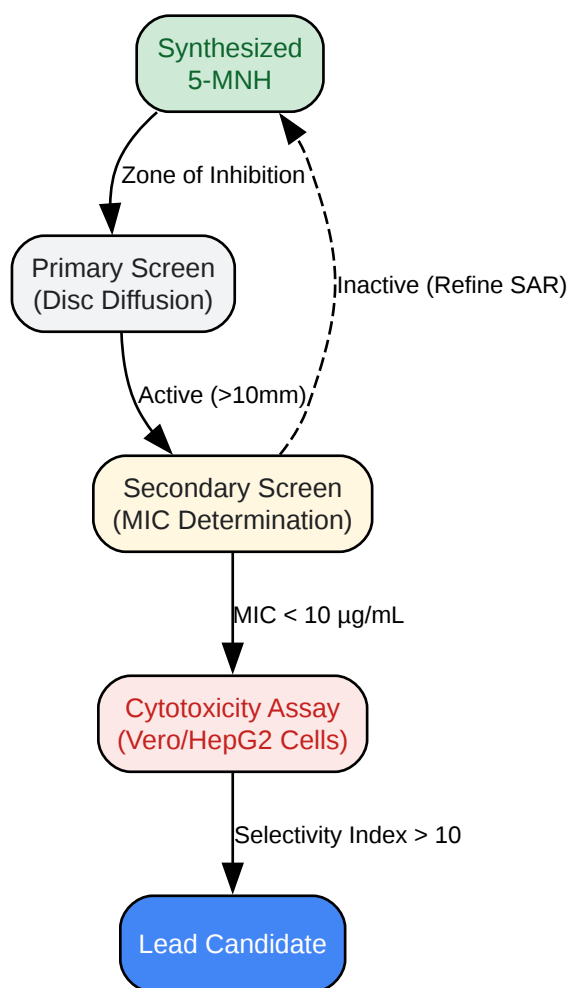 Synthesized
5-MNH
Zone of Inhibition
Primary Screen
(Disc Diffusion)
Inactive (Refine SAR)
Active (>10mm)
Secondary Screen
(MIC Determination)
MIC < 10 µg/mL
Cytotoxicity Assay
(Vero/HepG2 Cells)
Selectivity Index > 10
Lead Candidate